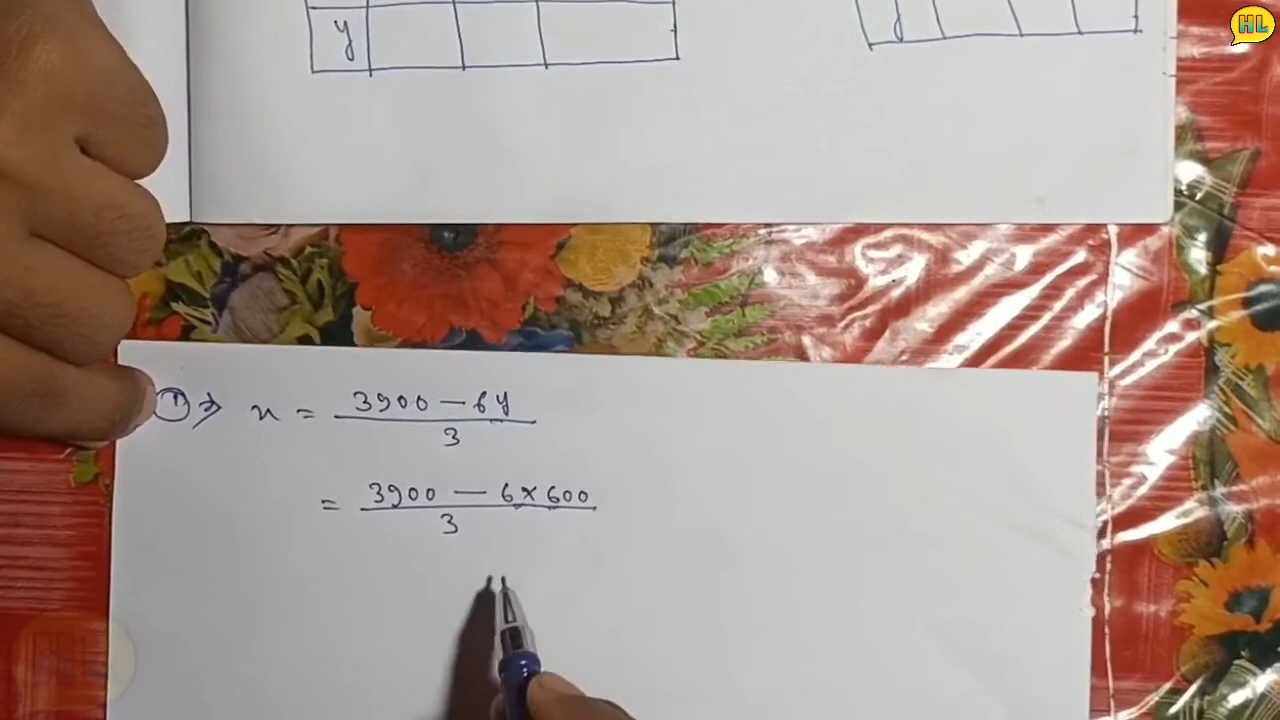 HL
y
y
① ⇒ x = 3900 — 6y
3
= 3900 — 6×600
3